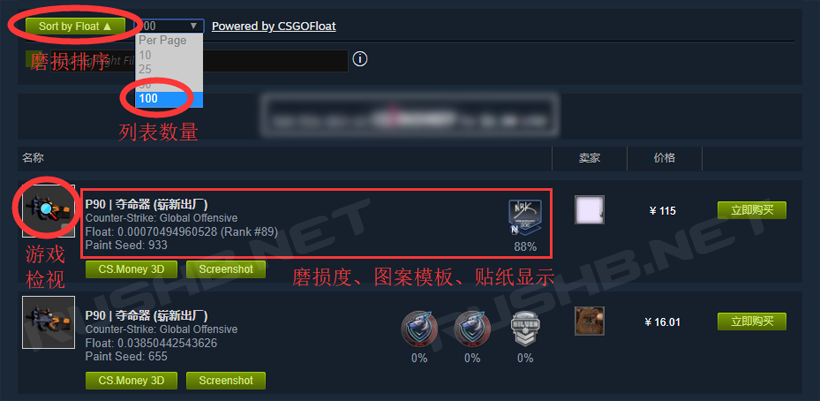 Sort by Float ▲
100
Powered by CSGOFloat
Per Page
10
25
100
磨损排序
列表数量
名称
卖家
价格
P90 | 夺命器 (崭新出厂)
Counter-Strike: Global Offensive
Float: 0.00070494960528 (Rank #89)
Paint Seed: 933
88%
¥ 115
立即购买
CS.Money 3D
Screenshot
游戏
检视
磨损度、图案模板、贴纸显示
P90 | 夺命器 (崭新出厂)
Counter-Strike: Global Offensive
Float: 0.03850442543626
Paint Seed: 655
0%
0%
0%
¥ 16.01
立即购买
CS.Money 3D
Screenshot
RUSHB.NET
RUSHB.NET